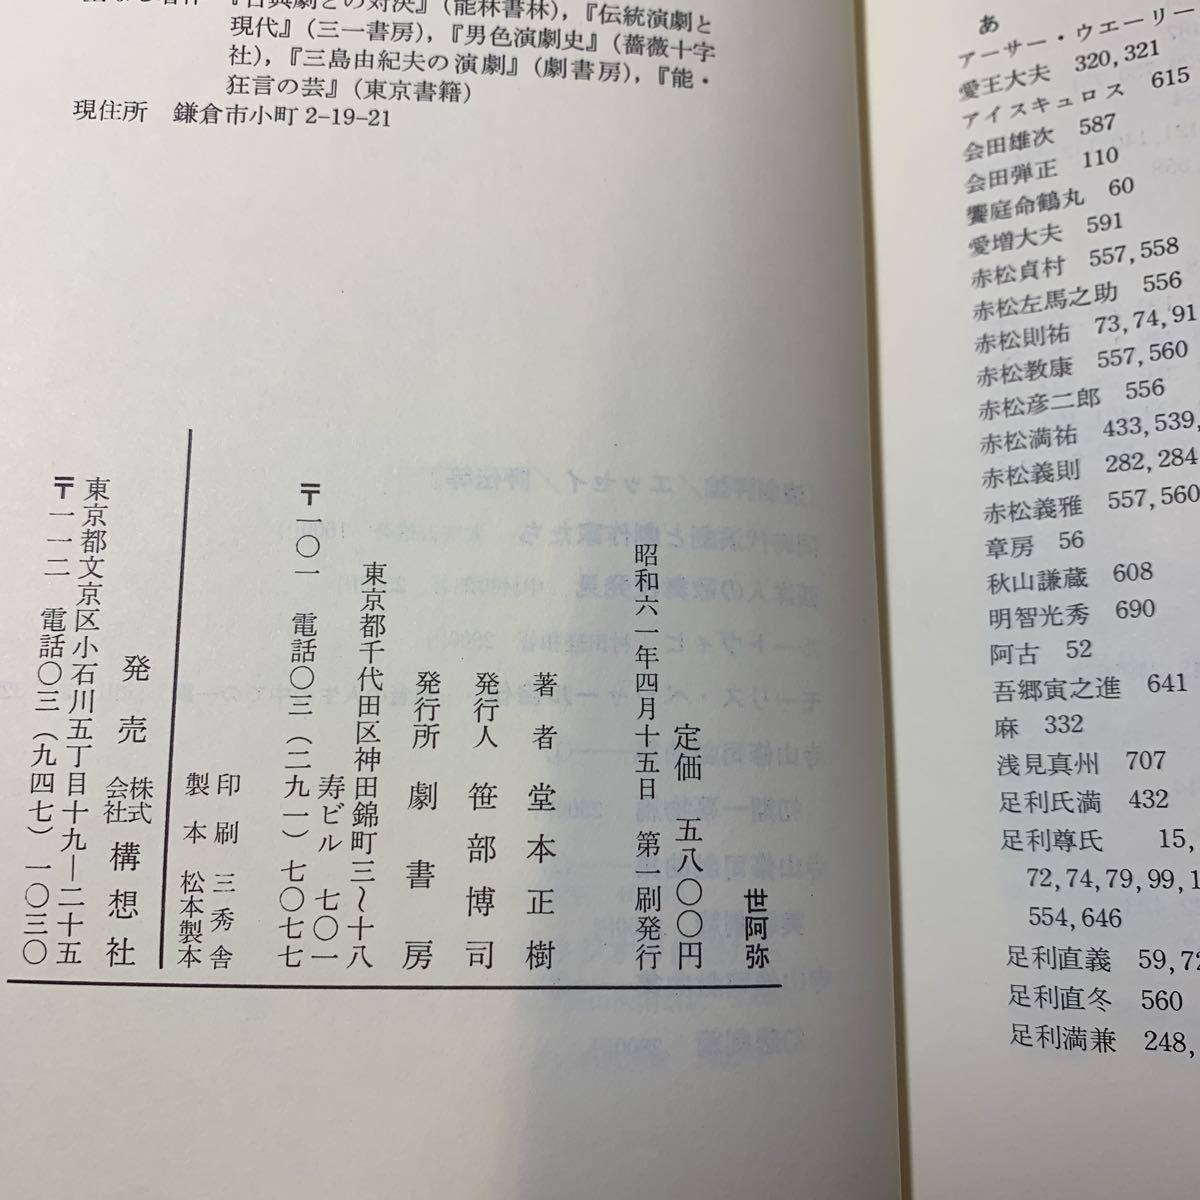 『古典劇との対決』（能林書林），『伝統演劇と
現代』（三一書房），『男色演劇史』（薔薇十字
社），『三島由紀夫の演劇』（劇書房），『能・
狂言の芸』（東京書籍）
現住所　鎌倉市小町 2-19-21
世阿弥
定価　五八〇〇円
昭和六一年四月十五日　第一刷発行
著者　堂本正樹
発行人　笹部博司
発行所　劇書房
東京都千代田区神田錦町三〜十八
寿ビル　七〇一
〒一〇一　電話〇三（二九一）七〇七七
印刷　三秀舎
製本　松本製本
発売　株式会社　構想社
東京都文京区小石川五丁目十九―二十五
〒一一二　電話〇三（九四七）一〇三〇
あ
アーサー・ウエーリー
愛王大夫　320, 321
アイスキュロス　615
会田雄次　587
会田弾正　110
饗庭命鶴丸　60
愛増大夫　591
赤松貞村　557, 558
赤松左馬之助　556
赤松則祐　73, 74, 91
赤松教康　557, 560
赤松彦二郎　556
赤松満祐　433, 539,
赤松義則　282, 284
赤松義雅　557, 560
章房　56
秋山謙蔵　608
明智光秀　690
阿古　52
吾郷寅之進　641
麻　332
浅見真州　707
足利氏満　432
足利尊氏　15,
72, 74, 79, 99, 1
554, 646
足利直義　59, 72
足利直冬　560
足利満兼　248,